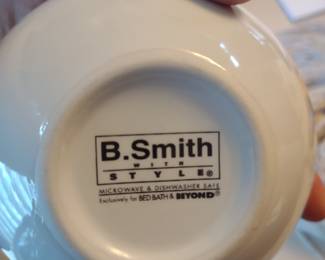 B.Smith
WITH
STYLE®
MICROWAVE & DISHWASHER SAFE
Exclusively for BED BATH & BEYOND®